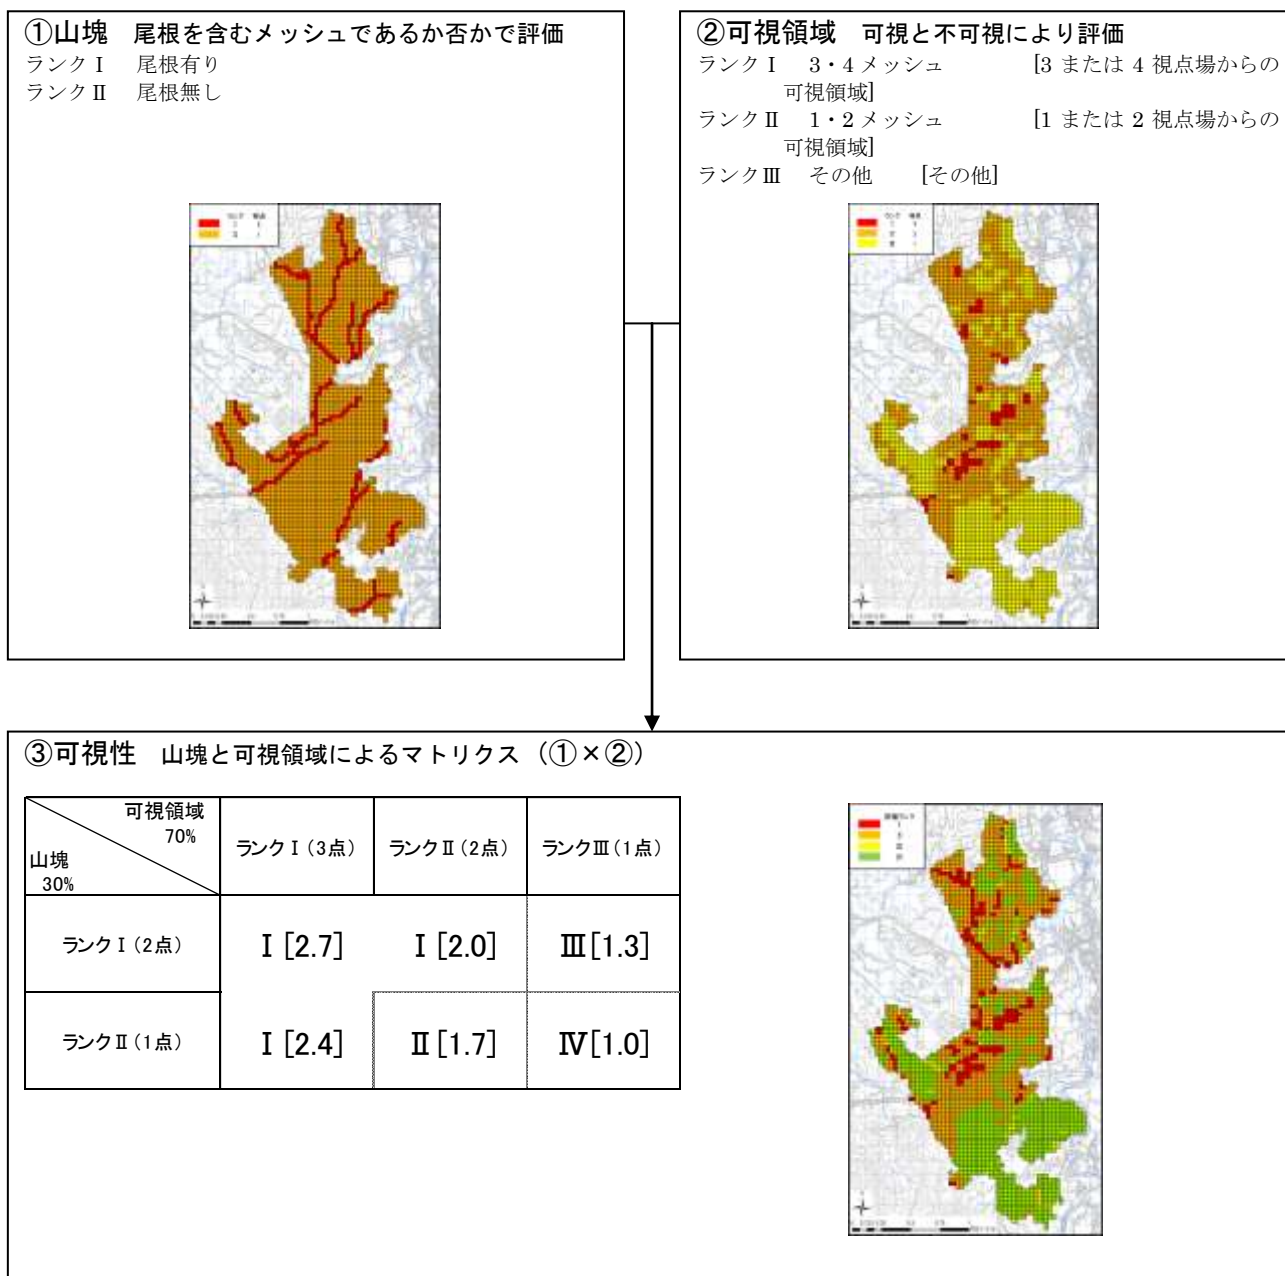 ①山塊 尾根を含むメッシュであるか否かで評価
ランクⅠ 尾根有り
ランクⅡ 尾根無し
②可視領域 可視と不可視により評価
ランクⅠ 3・4メッシュ [3 または 4 視点場からの
可視領域]
ランクⅡ 1・2メッシュ [1 または 2 視点場からの
可視領域]
ランクⅢ その他 [その他]
③可視性 山塊と可視領域によるマトリクス（①×②）
可視領域
70%
山塊
30%
ランクⅠ（3点） ランクⅡ（2点） ランクⅢ（1点）
ランクⅠ（2点） Ⅰ[2.7] Ⅰ[2.0] Ⅲ[1.3]
ランクⅡ（1点） Ⅰ[2.4] Ⅱ[1.7] Ⅳ[1.0]